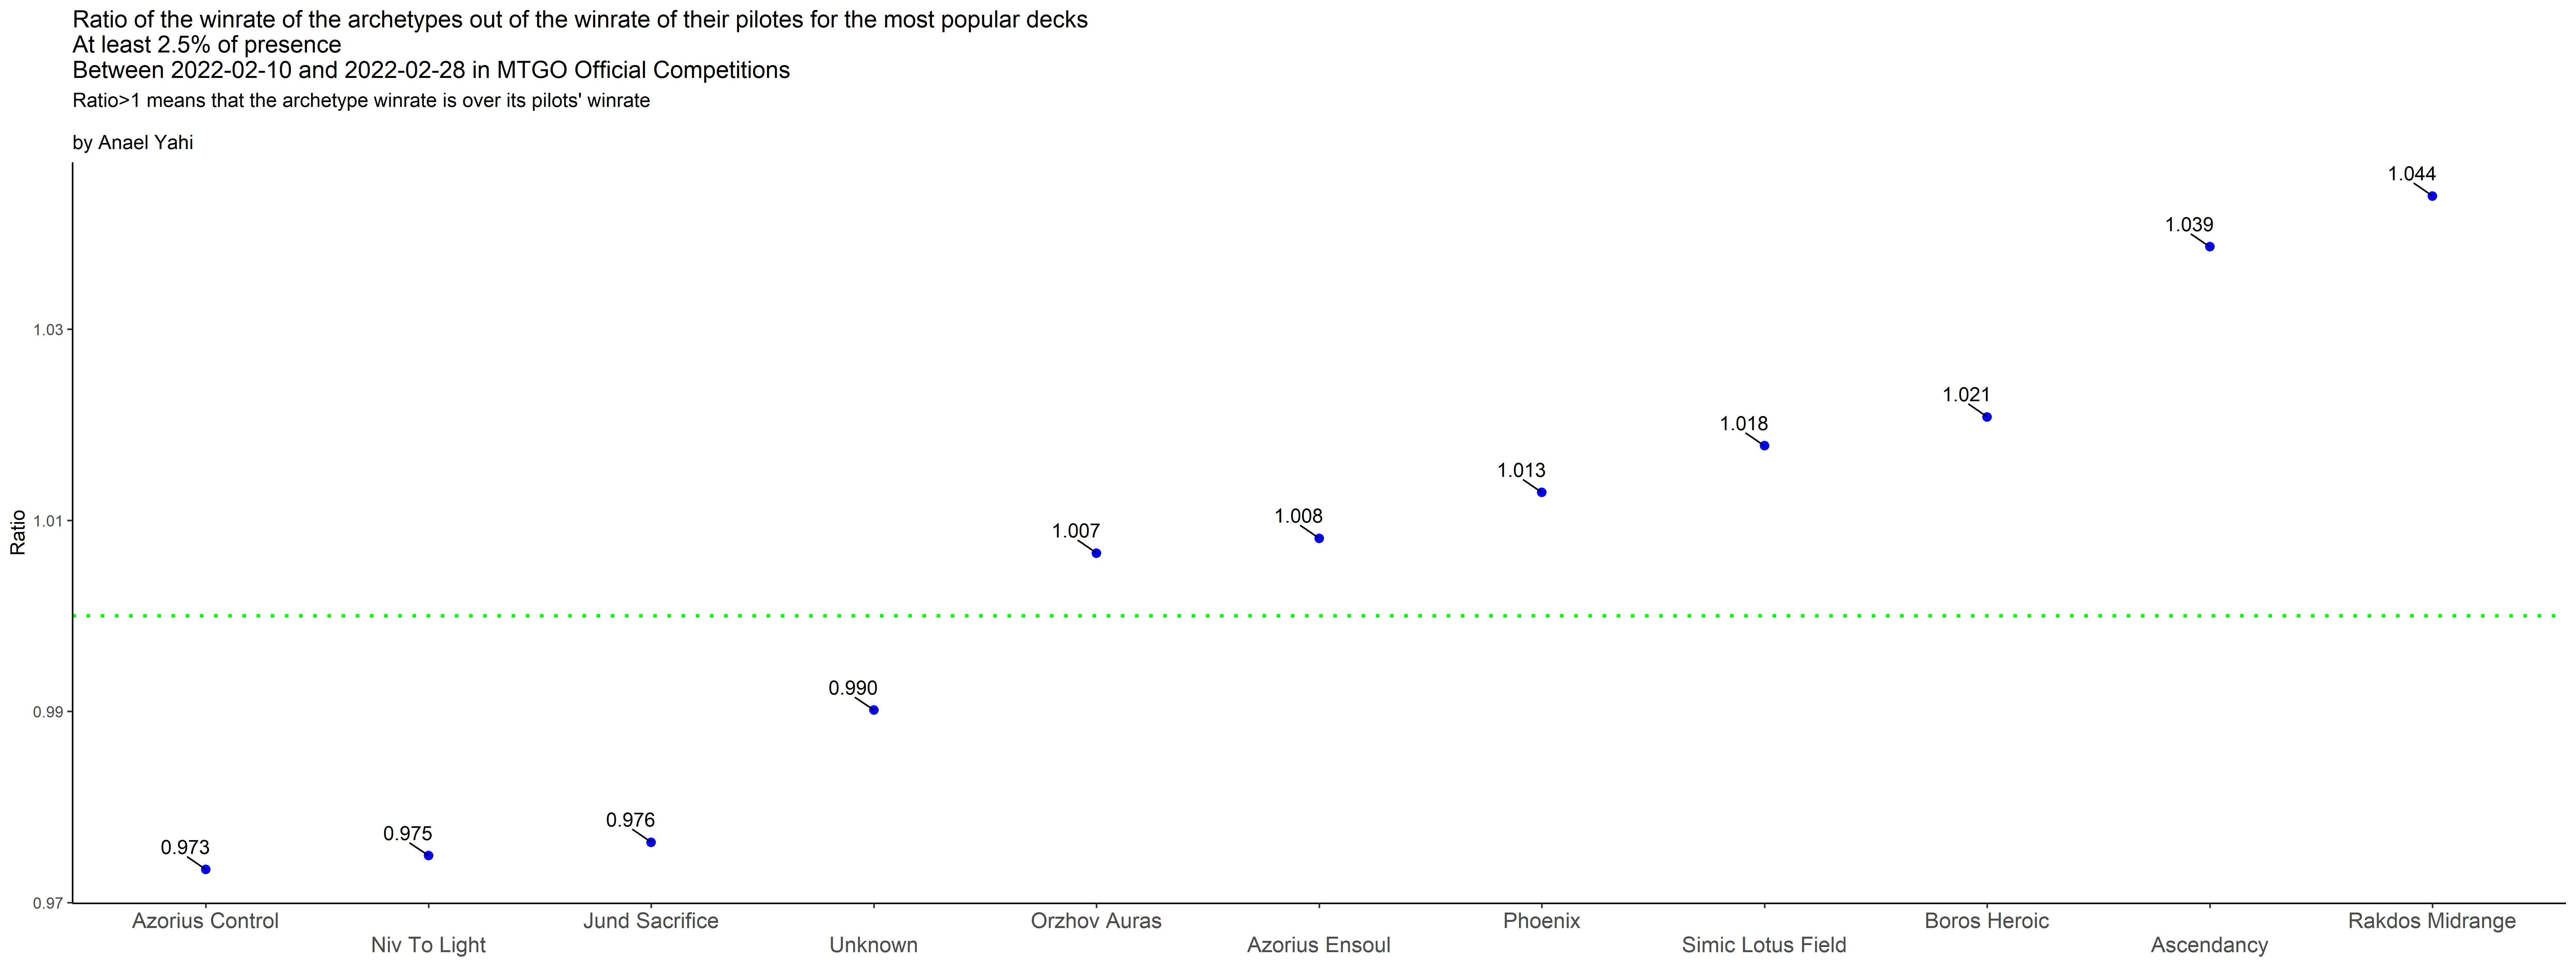 Ratio of the winrate of the archetypes out of the winrate of their pilotes for the most popular decks
At least 2.5% of presence
Between 2022-02-10 and 2022-02-28 in MTGO Official Competitions
Ratio>1 means that the archetype winrate is over its pilots' winrate
by Anael Yahi
1.044
1.039
1.03
1.021
1.018
1.013
1.01
1.008
1.007
Ratio
0.99
0.990
0.976
0.975
0.973
0.97
Azorius Control
Niv To Light
Jund Sacrifice
Unknown
Orzhov Auras
Azorius Ensoul
Phoenix
Simic Lotus Field
Boros Heroic
Ascendancy
Rakdos Midrange